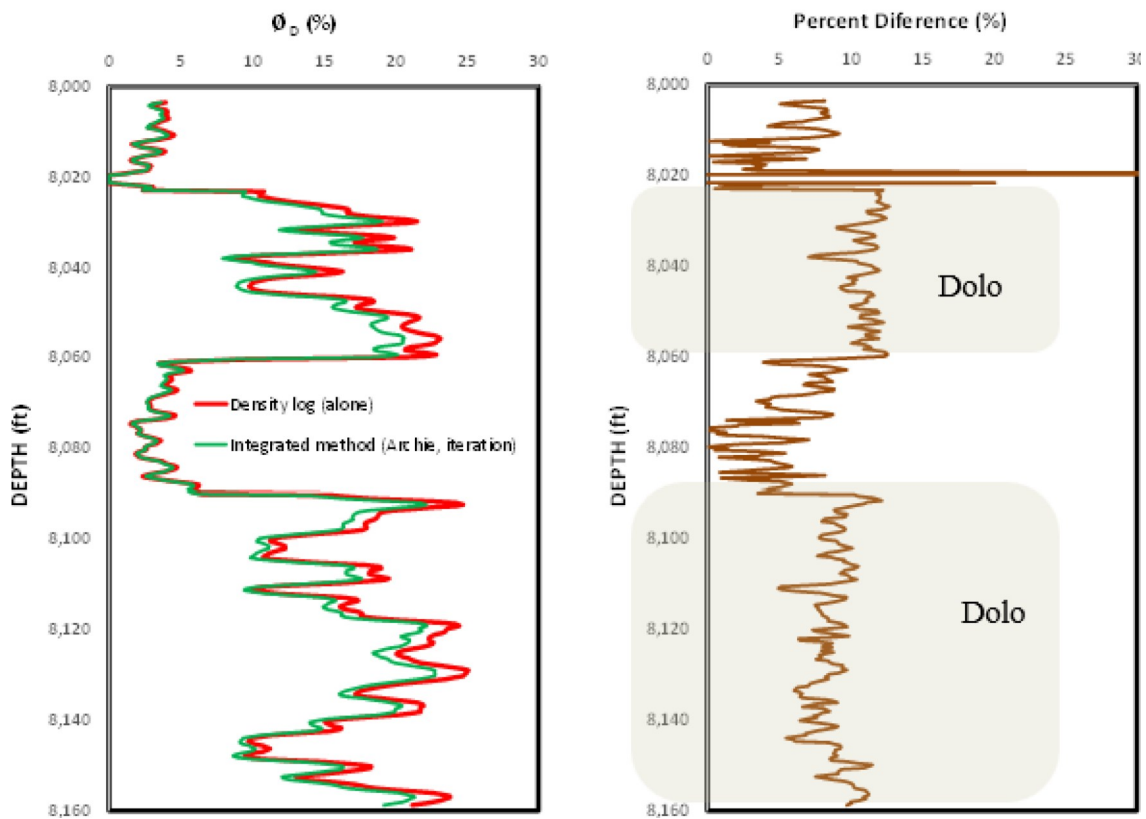 Ø D (%)
0 5 10 15 20 25 30
8,000
8,020
8,040
8,060
8,080
8,100
8,120
8,140
8,160
DEPTH (ft)
Density log (alone)
Integrated method (Archie, iteration)
Percent Diference (%)
0 5 10 15 20 25 30
8,000
8,020
8,040
8,060
8,080
8,100
8,120
8,140
8,160
DEPTH (ft)
Dolo
Dolo